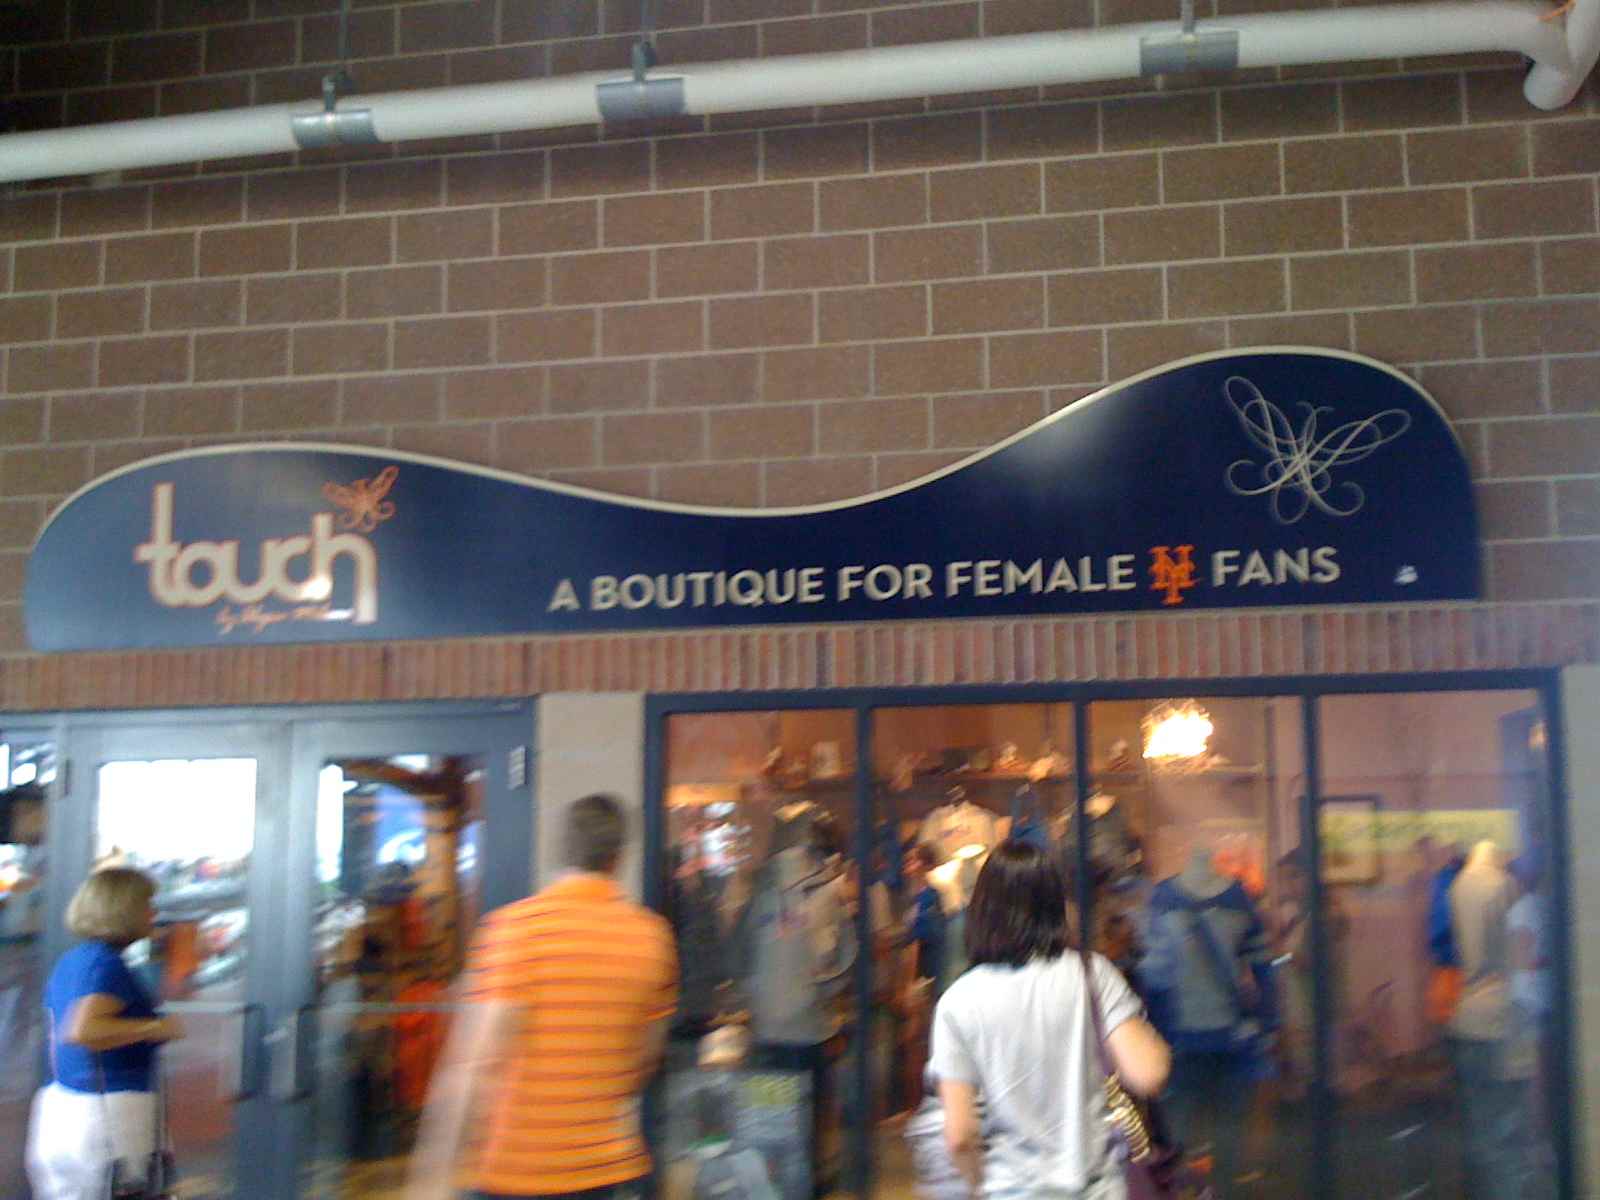 touch
A BOUTIQUE FOR FEMALE NY FANS